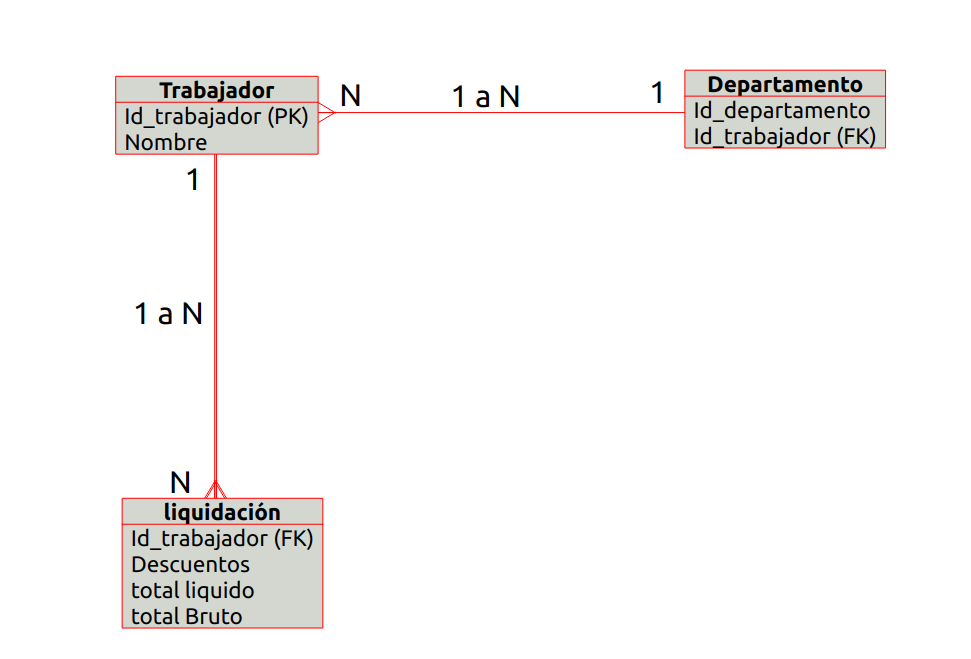 Trabajador
Id_trabajador (PK)
Nombre
N
1 a N
1
Departamento
Id_departamento
Id_trabajador (FK)
1
1 a N
N
liquidación
Id_trabajador (FK)
Descuentos
total liquido
total Bruto